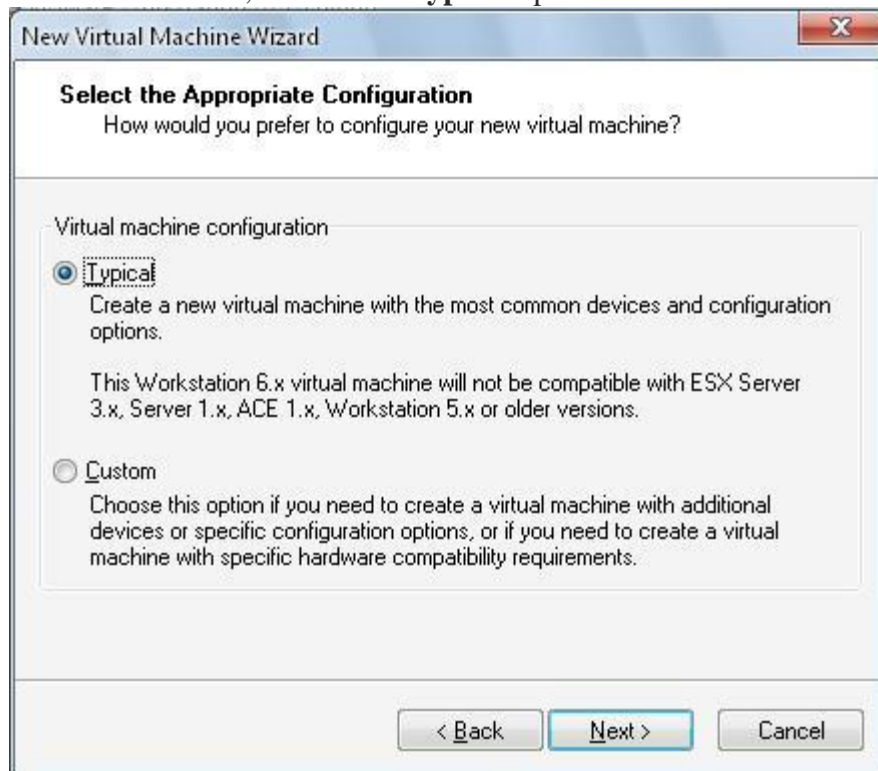 New Virtual Machine Wizard
Select the Appropriate Configuration
How would you prefer to configure your new virtual machine?
Virtual machine configuration
Typical
Create a new virtual machine with the most common devices and configuration
options.
This Workstation 6.x virtual machine will not be compatible with ESX Server
3.x, Server 1.x, ACE 1.x, Workstation 5.x or older versions.
Custom
Choose this option if you need to create a virtual machine with additional
devices or specific configuration options, or if you need to create a virtual
machine with specific hardware compatibility requirements.
< Back Next > Cancel